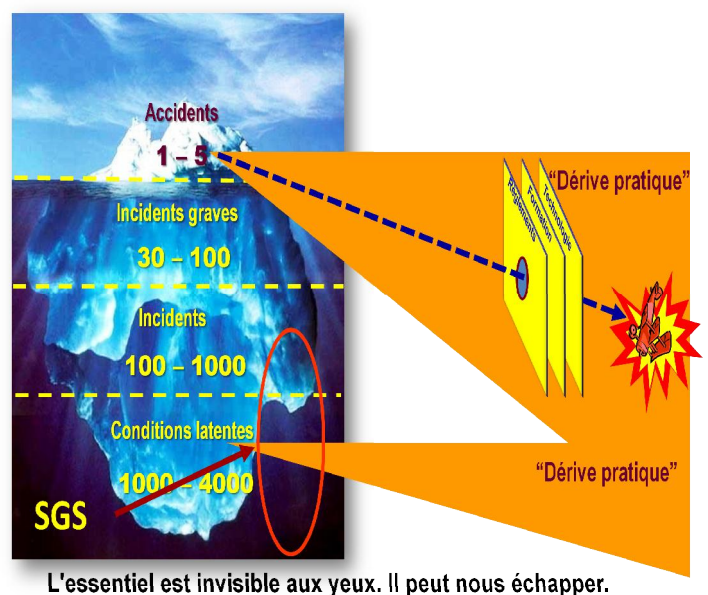 Accidents
1 – 5
Incidents graves
30 – 100
Incidents
100 – 1000
Conditions latentes
1000 – 4000
SGS
“Dérive pratique”
Technologie
Formation
Règlements
“Dérive pratique”
L'essentiel est invisible aux yeux. Il peut nous échapper.